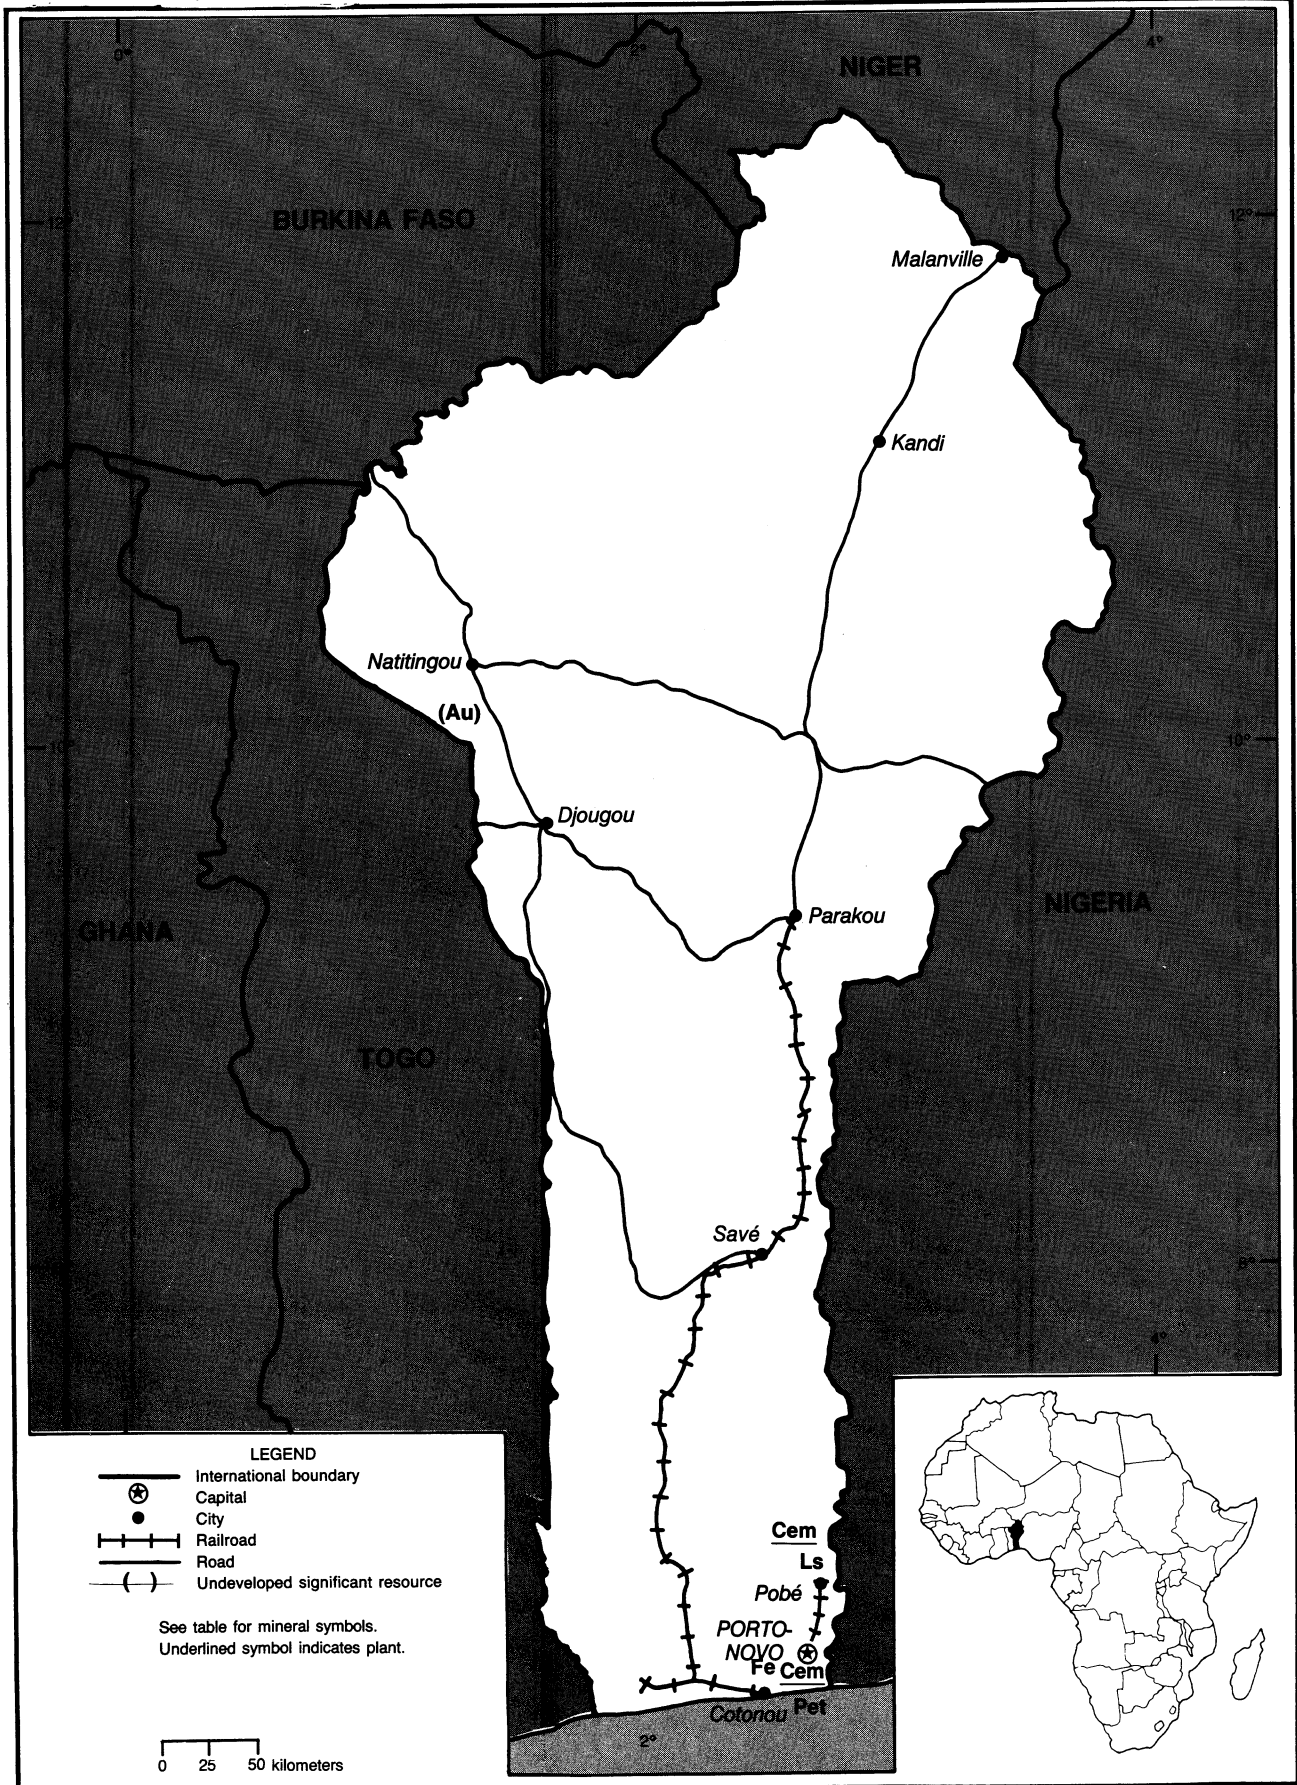 0°
2°
4°
NIGER
BURKINA FASO
12°
12°
Malanville
Kandi
Natitingou
(Au)
10°
10°
Djougou
Parakou
NIGERIA
GHANA
TOGO
Savé
8°
4°
LEGEND
International boundary
Capital
City
Railroad
Road
( ) Undeveloped significant resource
See table for mineral symbols.
Underlined symbol indicates plant.
0 25 50 kilometers
Cem
Ls
Pobé
PORTO-
NOVO
Fe Cem
Cotonou Pet
2°